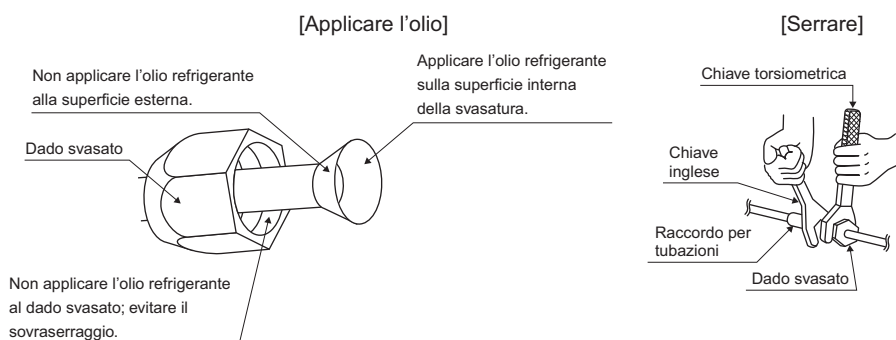 [Applicare l'olio]
Non applicare l'olio refrigerante
alla superficie esterna.
Applicare l'olio refrigerante
sulla superficie interna
della svasatura.
Dado svasato
Non applicare l'olio refrigerante
al dado svasato; evitare il
sovraserraggio.
[Serrare]
Chiave torsiometrica
Chiave
inglese
Raccordo per
tubazioni
Dado svasato